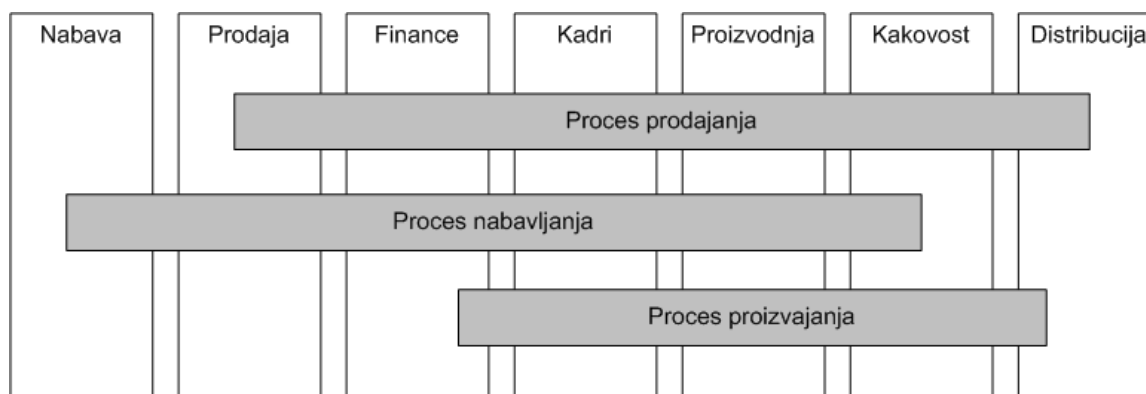 Nabava
Prodaja
Finance
Kadri
Proizvodnja
Kakovost
Distribucija
Proces prodajanja
Proces nabavljanja
Proces proizvajanja